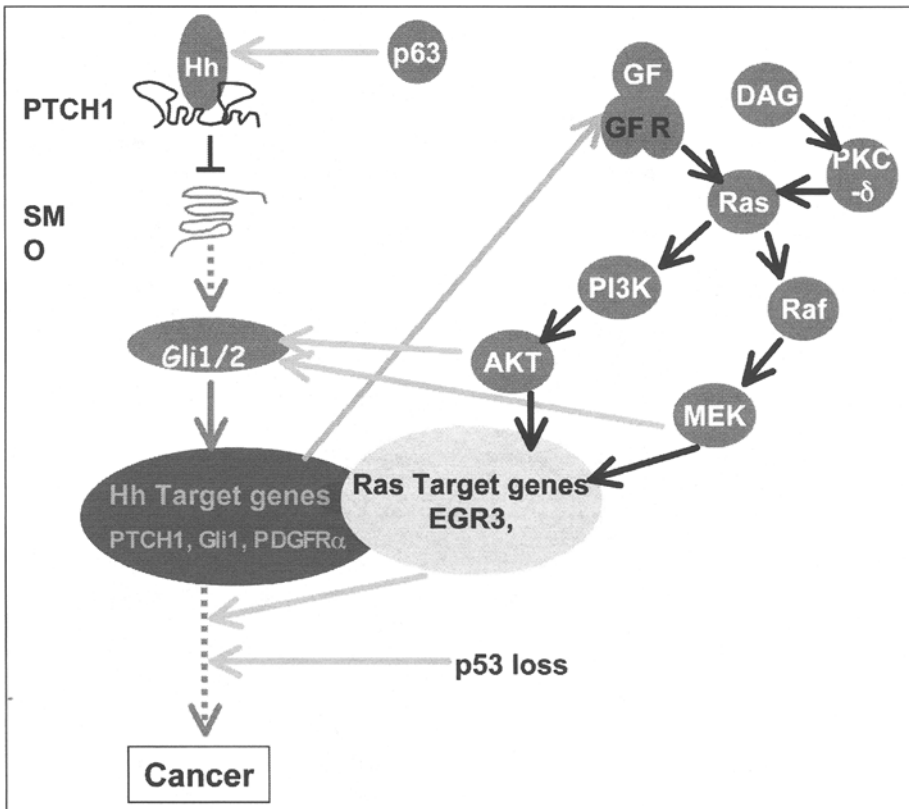 Hh
p63
PTCH1
GF
GF R
DAG
PKC
-δ
Ras
SM
O
PI3K
Raf
Gli1/2
AKT
MEK
Hh Target genes
PTCH1, Gli1, PDGFRα
Ras Target genes
EGR3,
p53 loss
Cancer